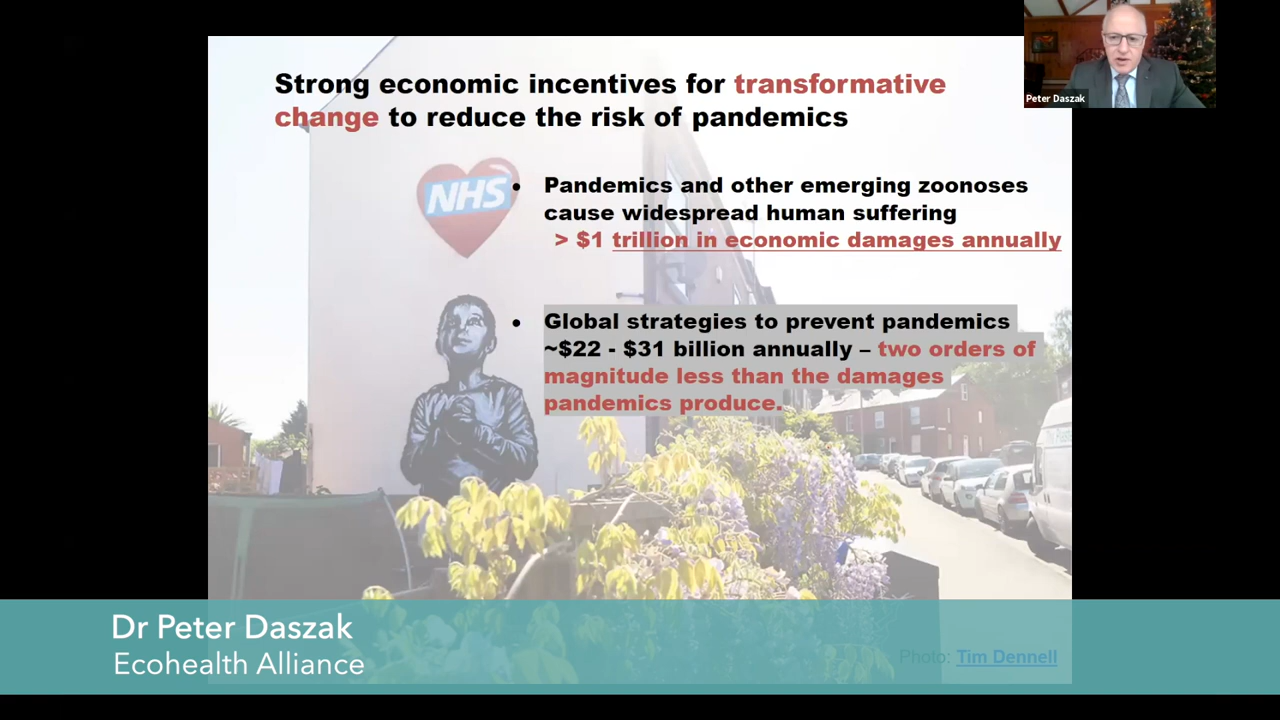 Strong economic incentives for transformative
change to reduce the risk of pandemics
Peter Daszak
NHS
• Pandemics and other emerging zoonoses
cause widespread human suffering
> $1 trillion in economic damages annually
• Global strategies to prevent pandemics
~$22 - $31 billion annually – two orders of
magnitude less than the damages
pandemics produce.
Dr Peter Daszak
Ecohealth Alliance
Photo: Tim Dennell